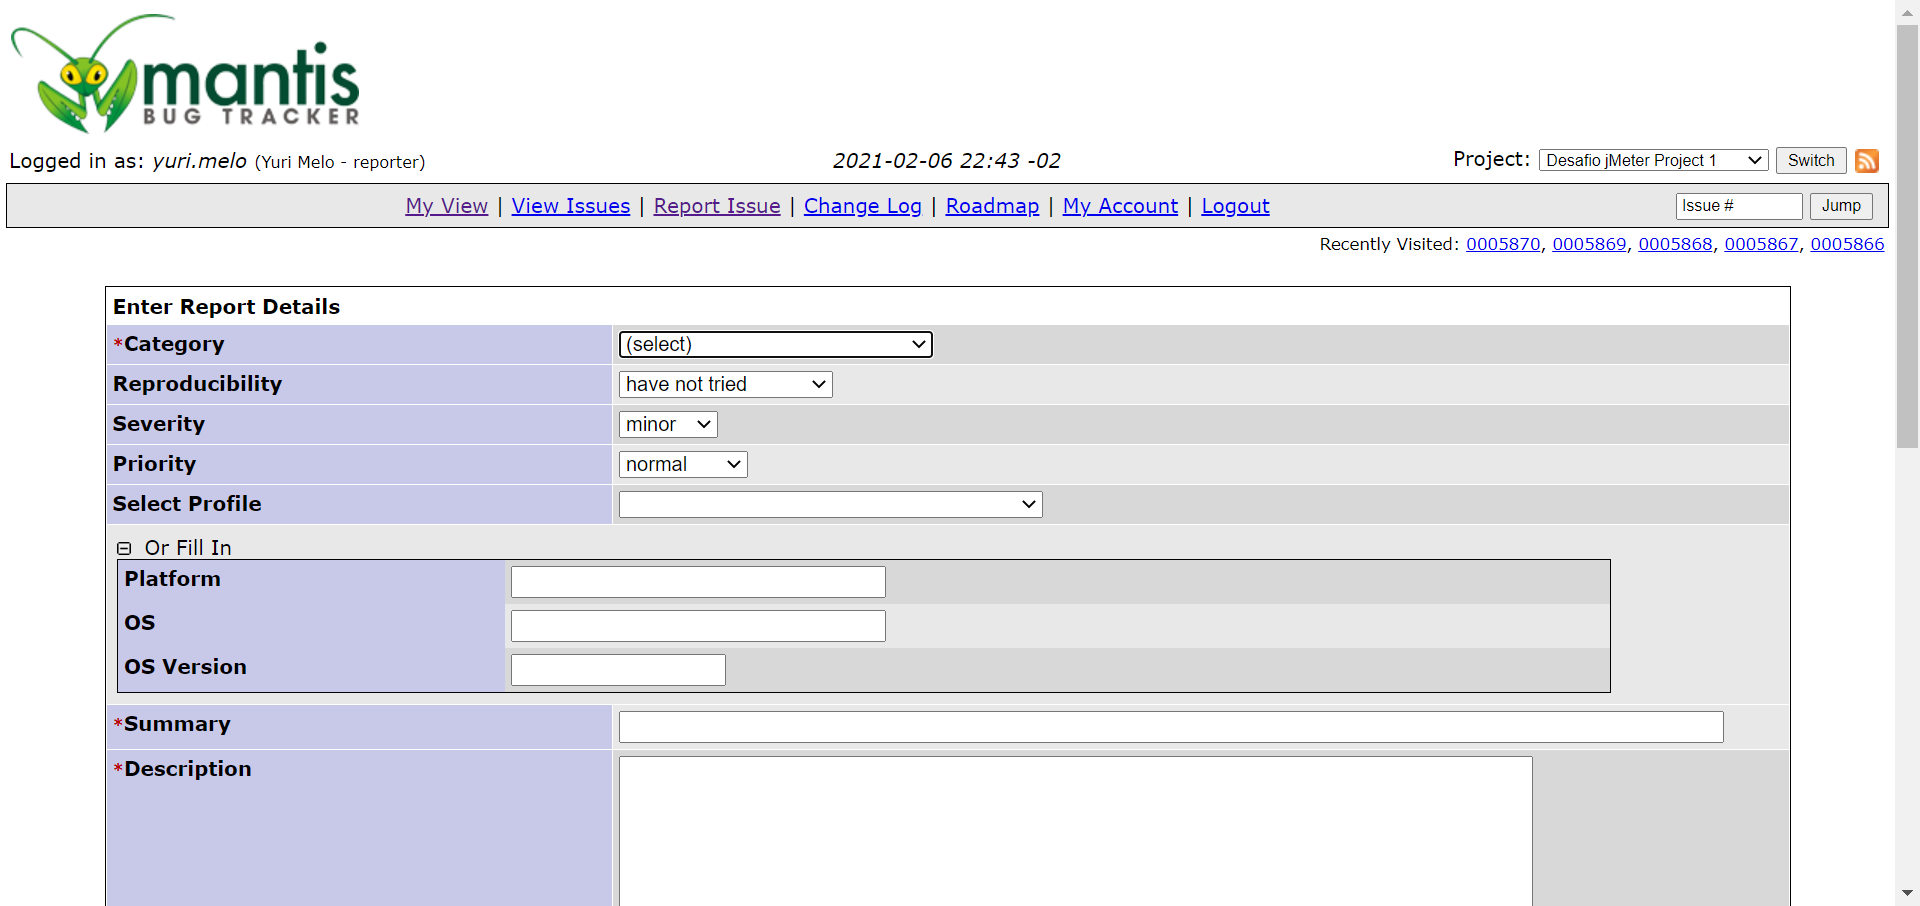 mantis
BUG TRACKER
Logged in as: yuri.melo (Yuri Melo - reporter)
2021-02-06 22:43 -02
Project: Desafio jMeter Project 1 Switch
My View | View Issues | Report Issue | Change Log | Roadmap | My Account | Logout
Issue # Jump
Recently Visited: 0005870, 0005869, 0005868, 0005867, 0005866
Enter Report Details
*Category (select)
Reproducibility have not tried
Severity minor
Priority normal
Select Profile
Or Fill In
Platform
OS
OS Version
*Summary
*Description